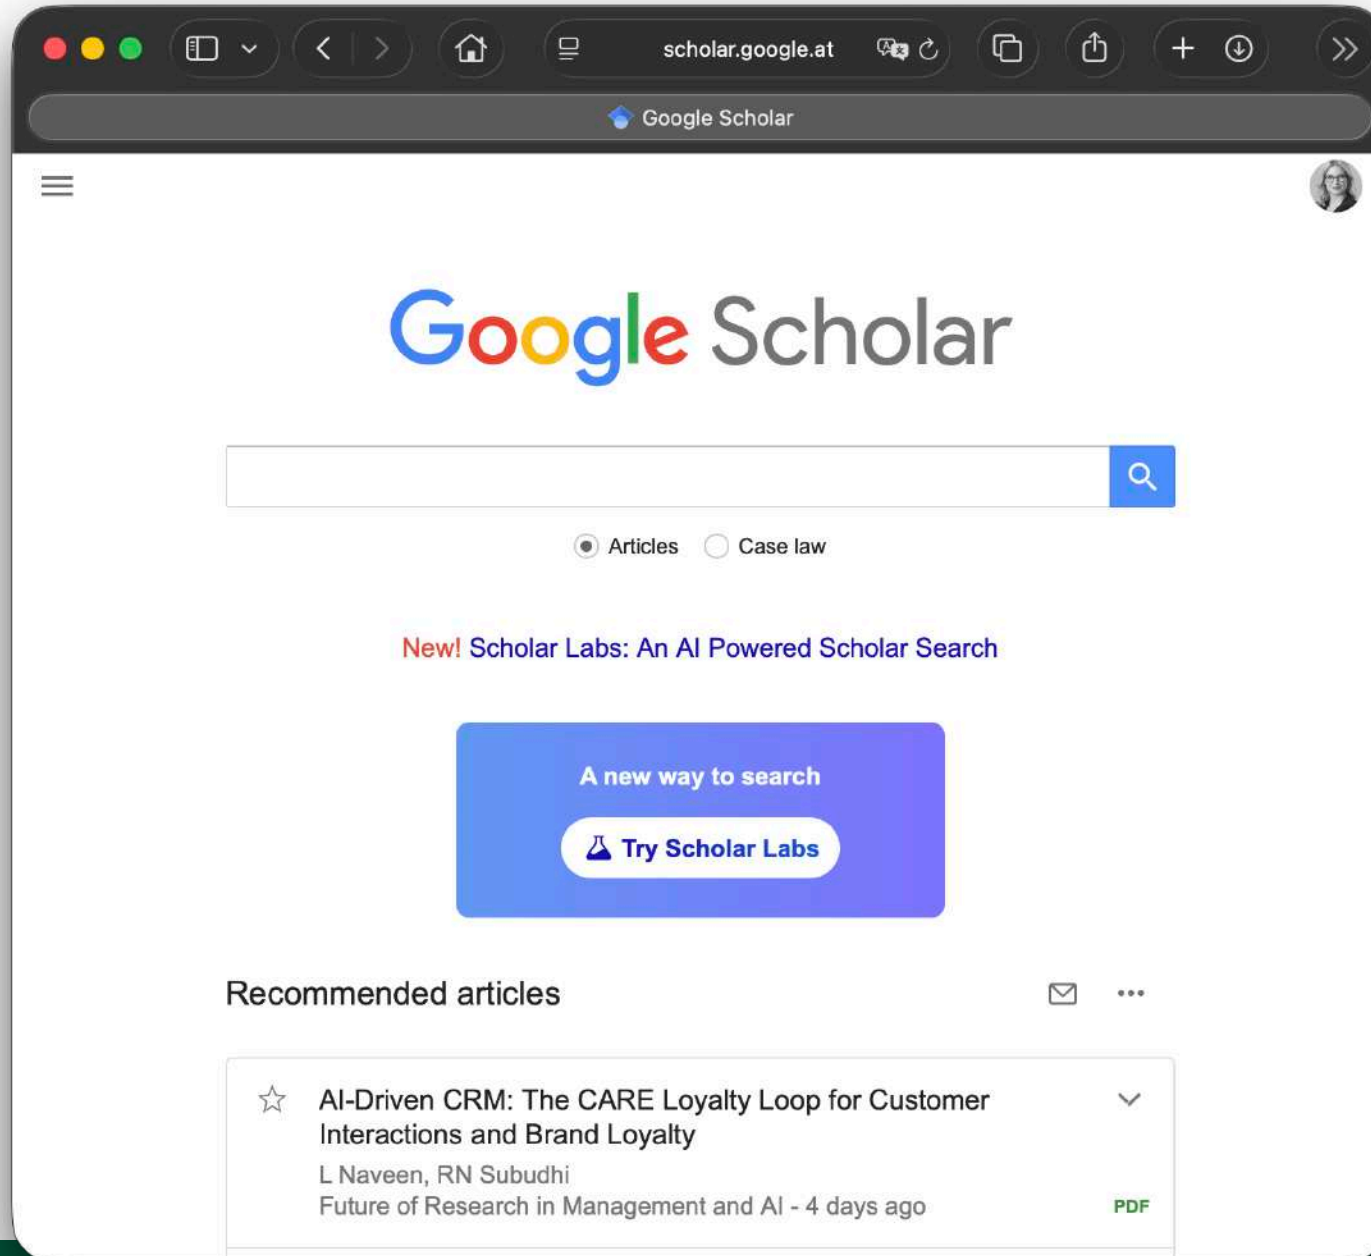 scholar.google.at
Google Scholar
Google Scholar
Articles Case law
New! Scholar Labs: An AI Powered Scholar Search
A new way to search
Try Scholar Labs
Recommended articles
AI-Driven CRM: The CARE Loyalty Loop for Customer
Interactions and Brand Loyalty
L Naveen, RN Subudhi
Future of Research in Management and AI - 4 days ago PDF